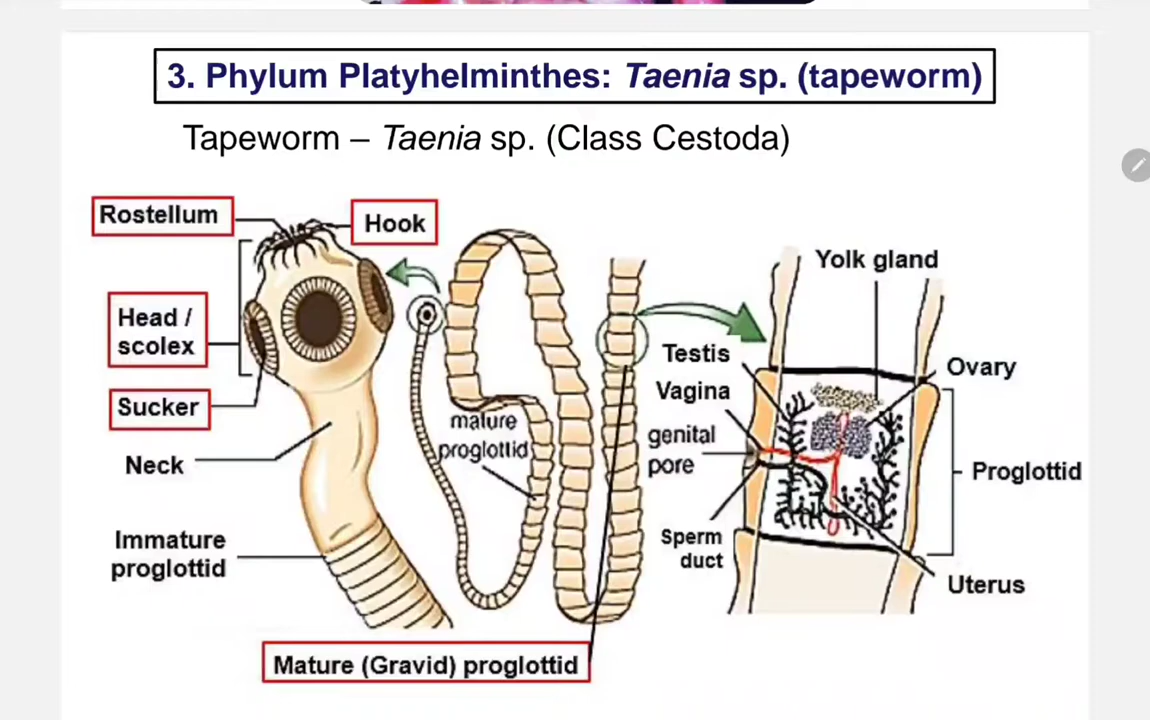 3. Phylum Platyhelminthes: Taenia sp. (tapeworm)
Tapeworm – Taenia sp. (Class Cestoda)
Rostellum
Hook
Head /
scolex
Sucker
Neck
Immature
proglottid
mature
proglottid
Mature (Gravid) proglottid
Yolk gland
Testis
Vagina
genital
pore
Sperm
duct
Ovary
Proglottid
Uterus